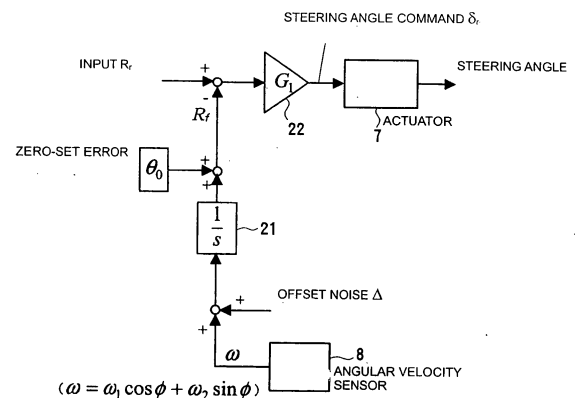 STEERING ANGLE COMMAND δr
INPUT Rr
+
G1
STEERING ANGLE
-
Rf
22
7
ACTUATOR
ZERO-SET ERROR
θ0
+
+
1
s
21
+
OFFSET NOISE Δ
+
ω
8
ANGULAR VELOCITY
SENSOR
(ω = ω1 cos φ + ω2 sin φ)